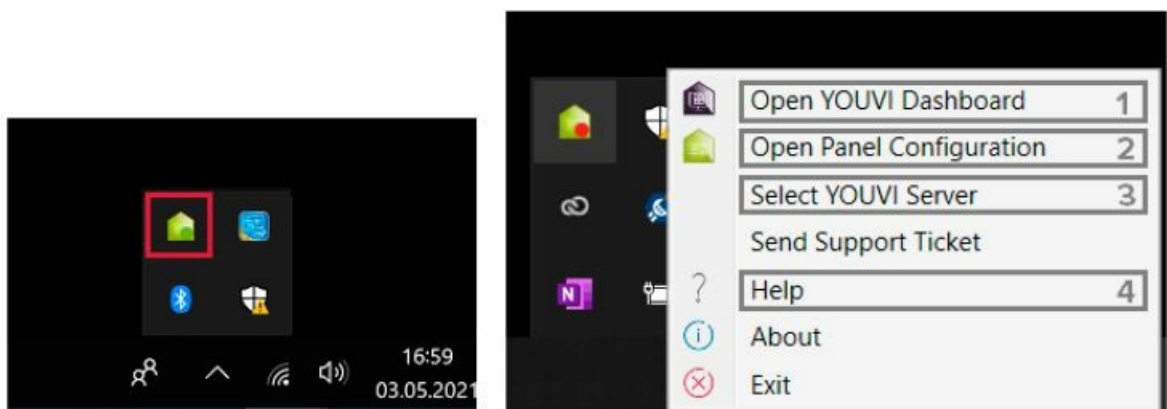 16:59
03.05.2021
Open YOUVI Dashboard 1
Open Panel Configuration 2
Select YOUVI Server 3
Send Support Ticket
? Help 4
About
Exit
N